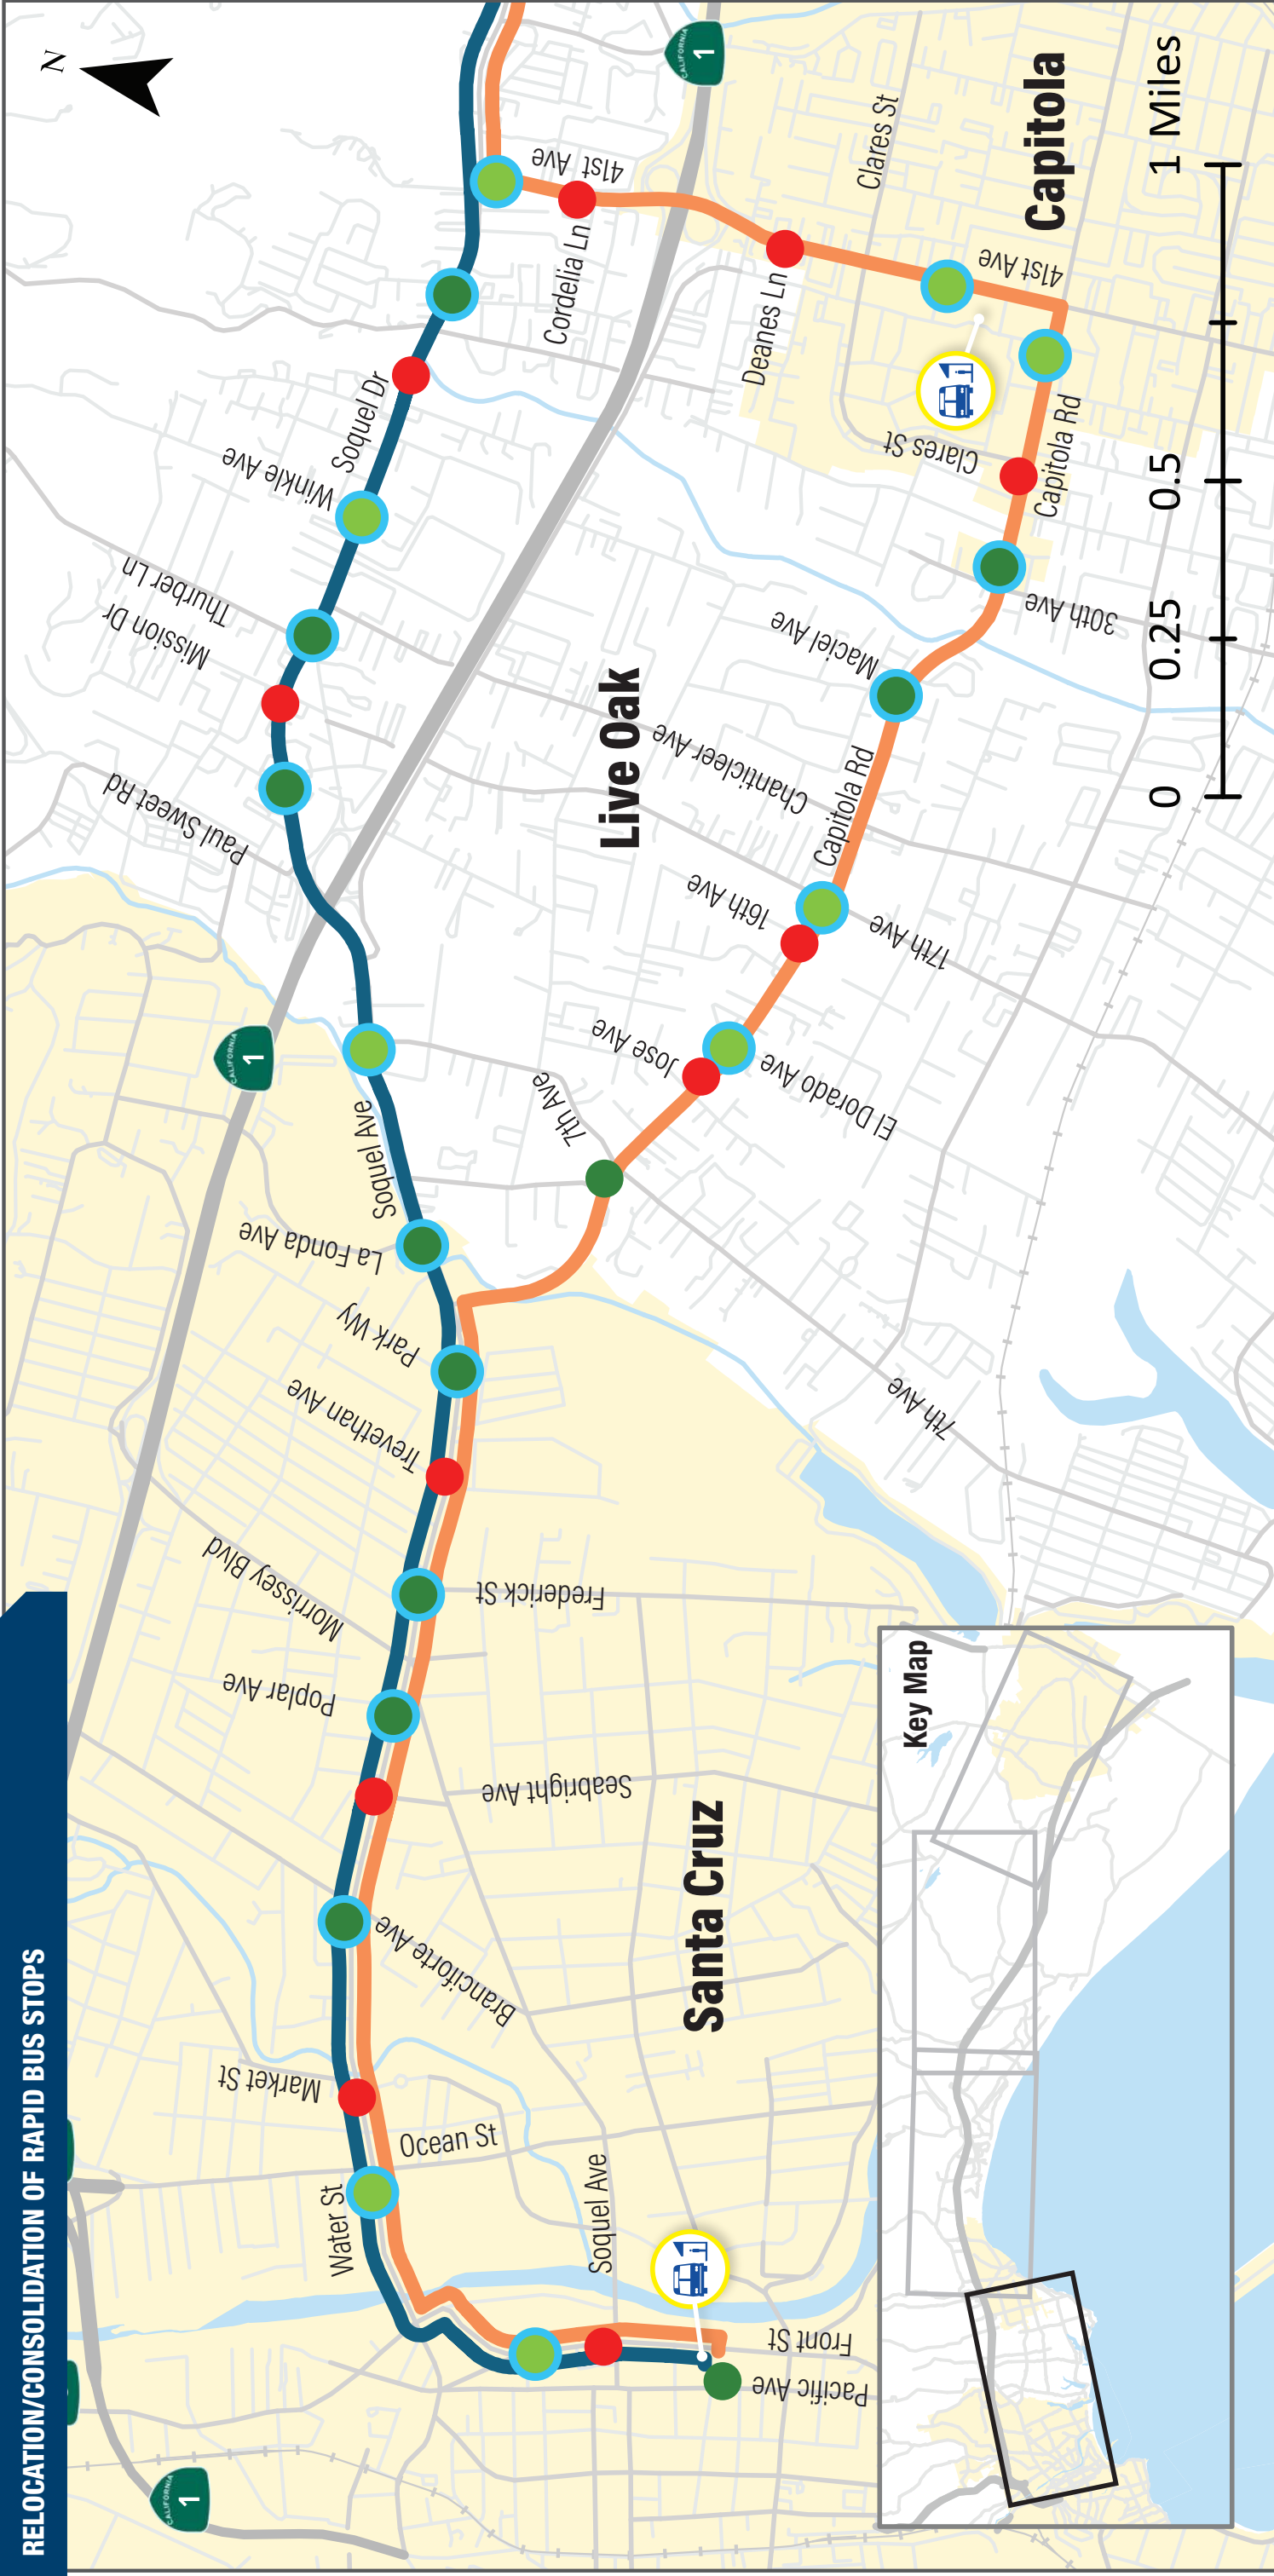 RELOCATION/CONSOLIDATION OF RAPID BUS STOPS
N
CALIFORNIA
1
CALIFORNIA
1
CALIFORNIA
1
Paul Sweet Rd
Mission Dr
Thurber Ln
Winkle Ave
Soquel Dr
41st Ave
Cordelia Ln
Deanes Ln
Clares St
Capitola
41st Ave
Clares St
Capitola Rd
30th Ave
Maciel Ave
Live Oak
Chanticleer Ave
Capitola Rd
16th Ave
17th Ave
Jose Ave
El Dorado Ave
7th Ave
Soquel Ave
La Fonda Ave
Park Wy
Trevethan Ave
Morrissey Blvd
Frederick St
Poplar Ave
Seabright Ave
7th Ave
Santa Cruz
Branciforte Ave
Market St
Ocean St
Water St
Soquel Ave
Front St
Pacific Ave
Key Map
0
0.25
0.5
1 Miles